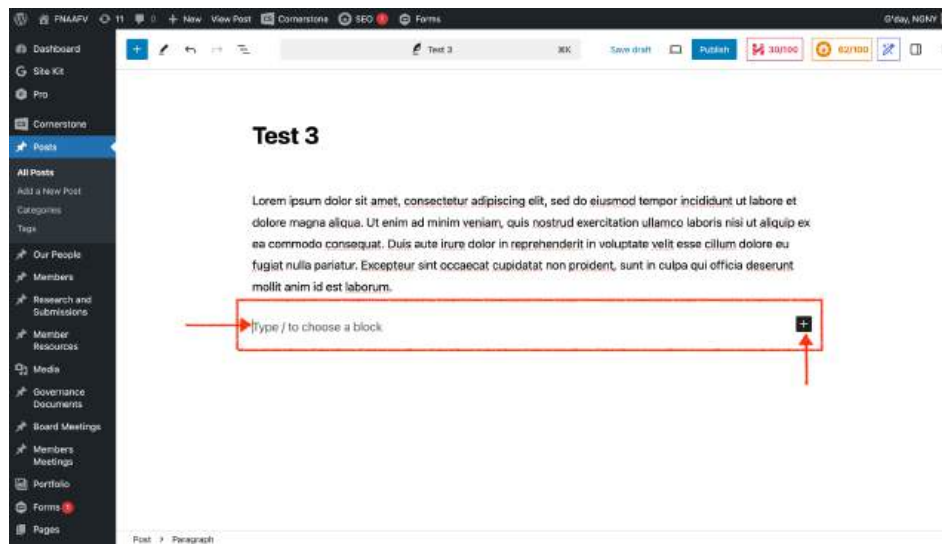 FNAAFV 11 0 + New View Post Cornerstone SEO Forms G'day, NGNY
Dashboard
Test 3 ⌘K Save draft Publish 30/100 62/100
Site Kit
Pro
Cornerstone
Posts
All Posts
Add a New Post
Categories
Tags
Our People
Members
Research and
Submissions
Member
Resources
Media
Governance
Documents
Board Meetings
Members
Meetings
Portfolio
Forms 1
Pages
Test 3
Lorem ipsum dolor sit amet, consectetur adipiscing elit, sed do eiusmod tempor incididunt ut labore et
dolore magna aliqua. Ut enim ad minim veniam, quis nostrud exercitation ullamco laboris nisi ut aliquip ex
ea commodo consequat. Duis aute irure dolor in reprehenderit in voluptate velit esse cillum dolore eu
fugiat nulla pariatur. Excepteur sint occaecat cupidatat non proident, sunt in culpa qui officia deserunt
mollit anim id est laborum.
Type / to choose a block
Post > Paragraph